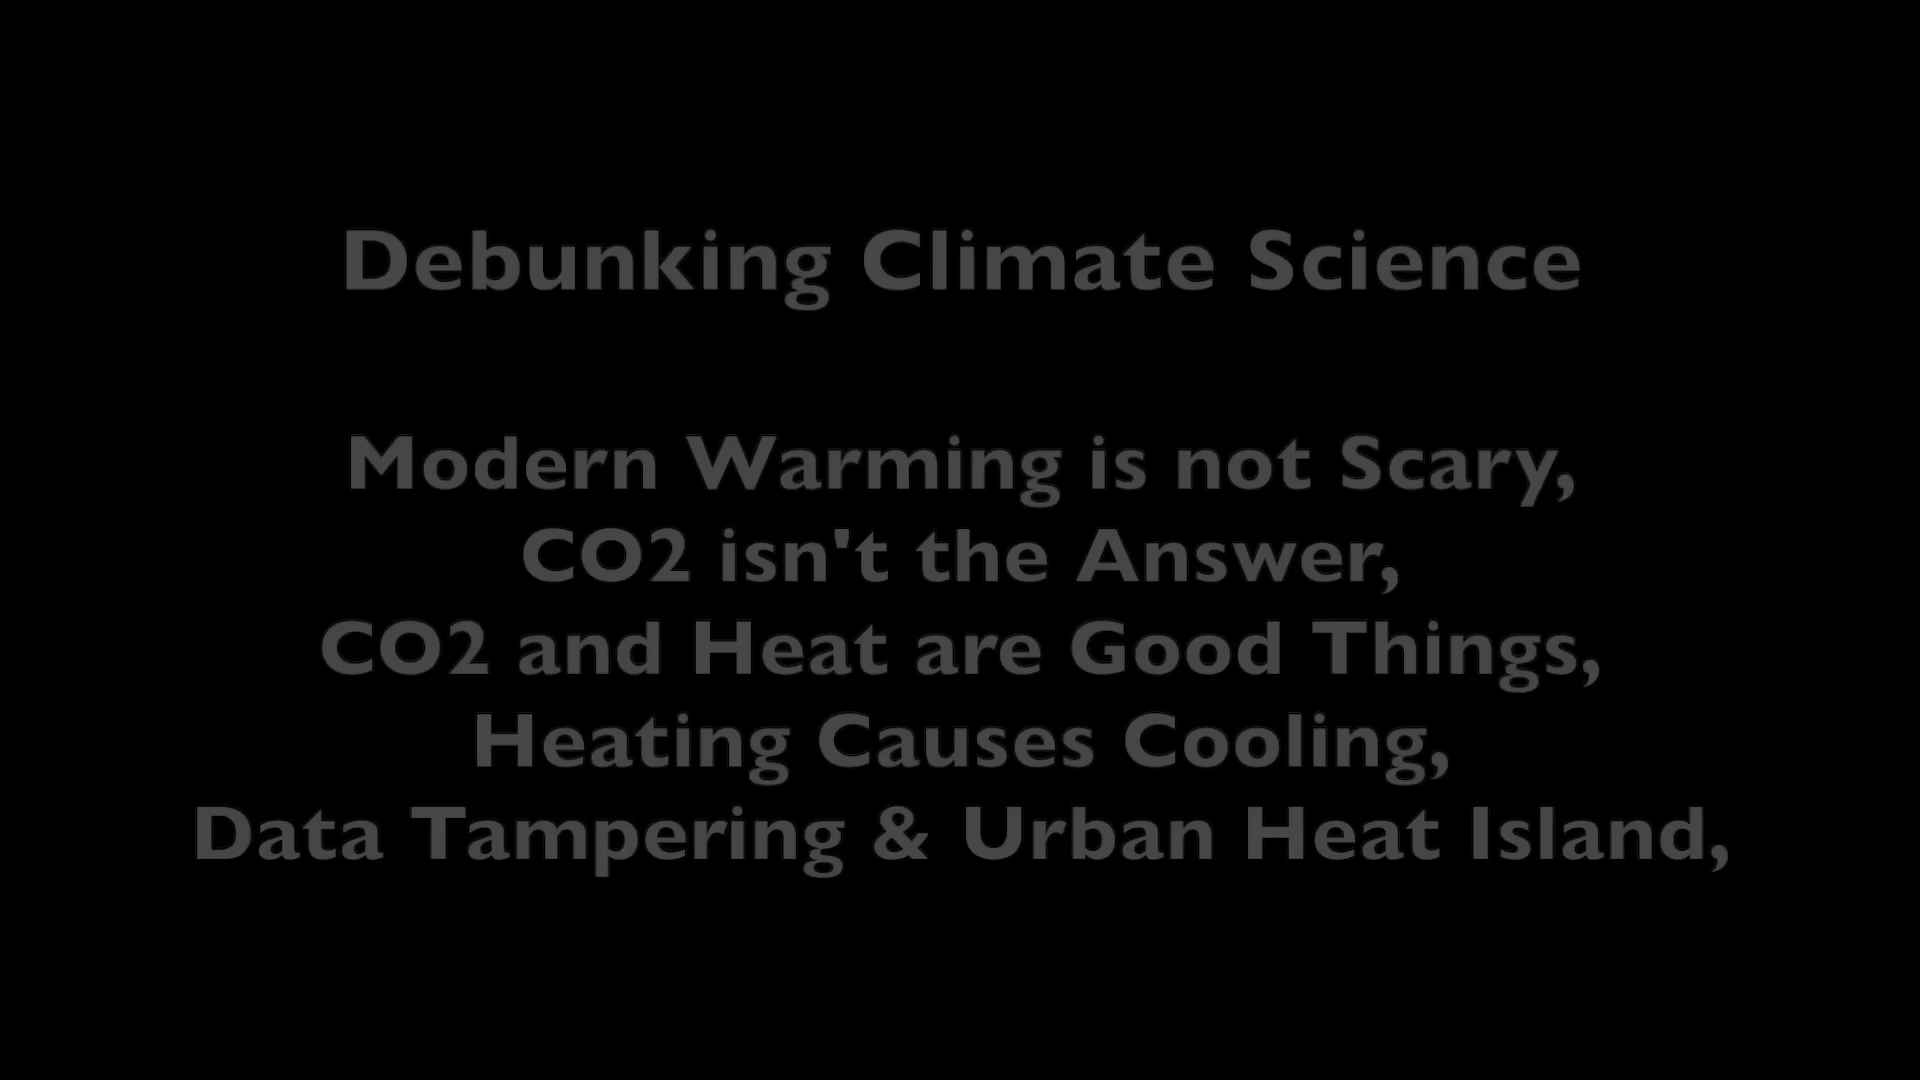 Debunking Climate Science
Modern Warming is not Scary,
CO2 isn't the Answer,
CO2 and Heat are Good Things,
Heating Causes Cooling,
Data Tampering & Urban Heat Island,